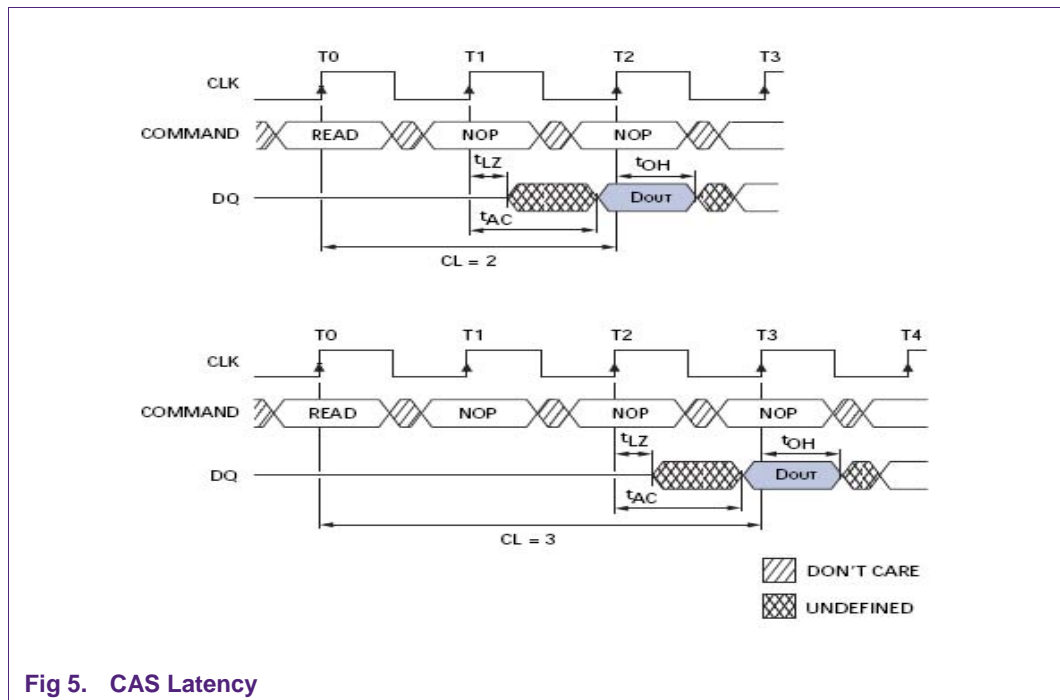 T0 T1 T2 T3
CLK
COMMAND READ NOP NOP
tLZ tOH
DQ DOUT
tAC
CL = 2
T0 T1 T2 T3 T4
CLK
COMMAND READ NOP NOP NOP
tLZ tOH
DQ DOUT
tAC
CL = 3
DON'T CARE
UNDEFINED
Fig 5. CAS Latency